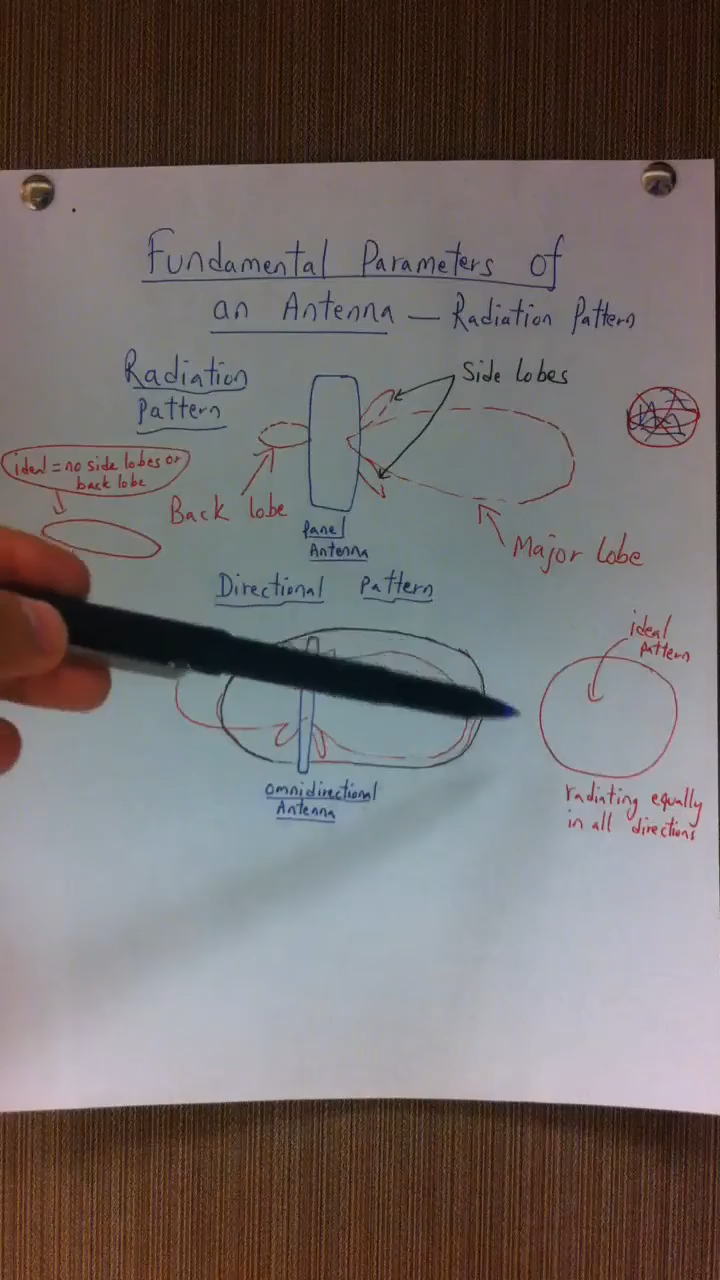 Fundamental Parameters of
an Antenna — Radiation Pattern
Radiation
Pattern
Side lobes
ideal = no side lobes or
back lobe
Back lobe
Panel
Antenna
Major lobe
Directional Pattern
ideal
pattern
omnidirectional
Antenna
radiating equally
in all directions